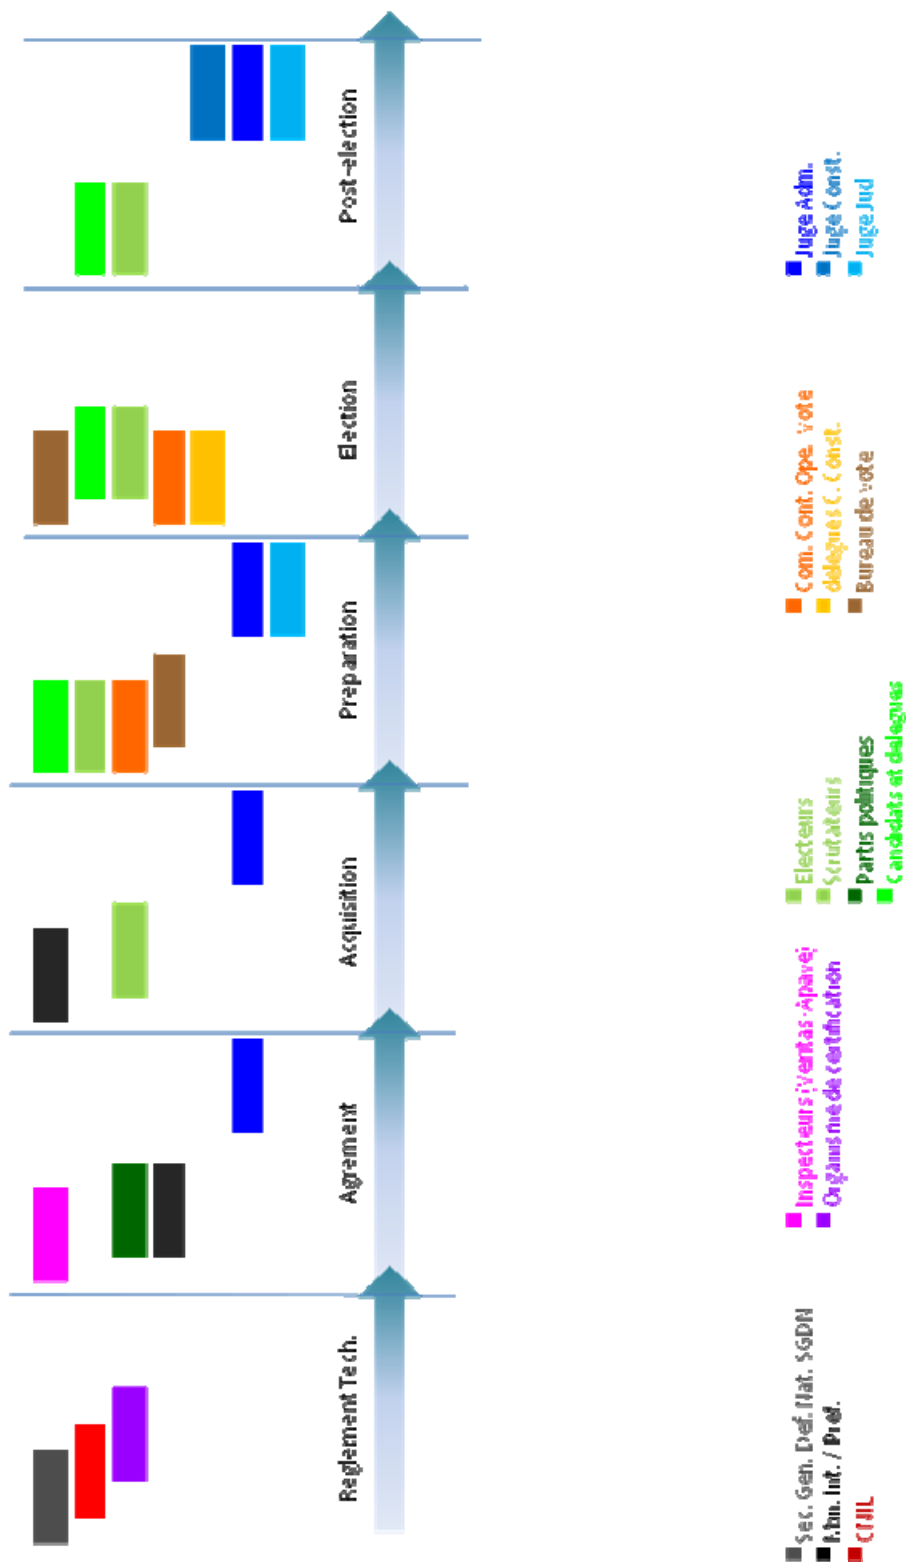 Reglement Tech.
Agrement
Acquisition
Preparation
Election
Post-election
Sec. Gen. Def. Nat. SGDN
Min. Int. / Pref.
CNIL
Inspecteurs (Veritas-Apave)
Organisme de certification
Electeurs
Scrutateurs
Partis politiques
Candidats et delegues
Com. Cont. Ope. Vote
delegues C. Const.
Bureau de vote
Juge Adm.
Juge Const.
Juge Jud